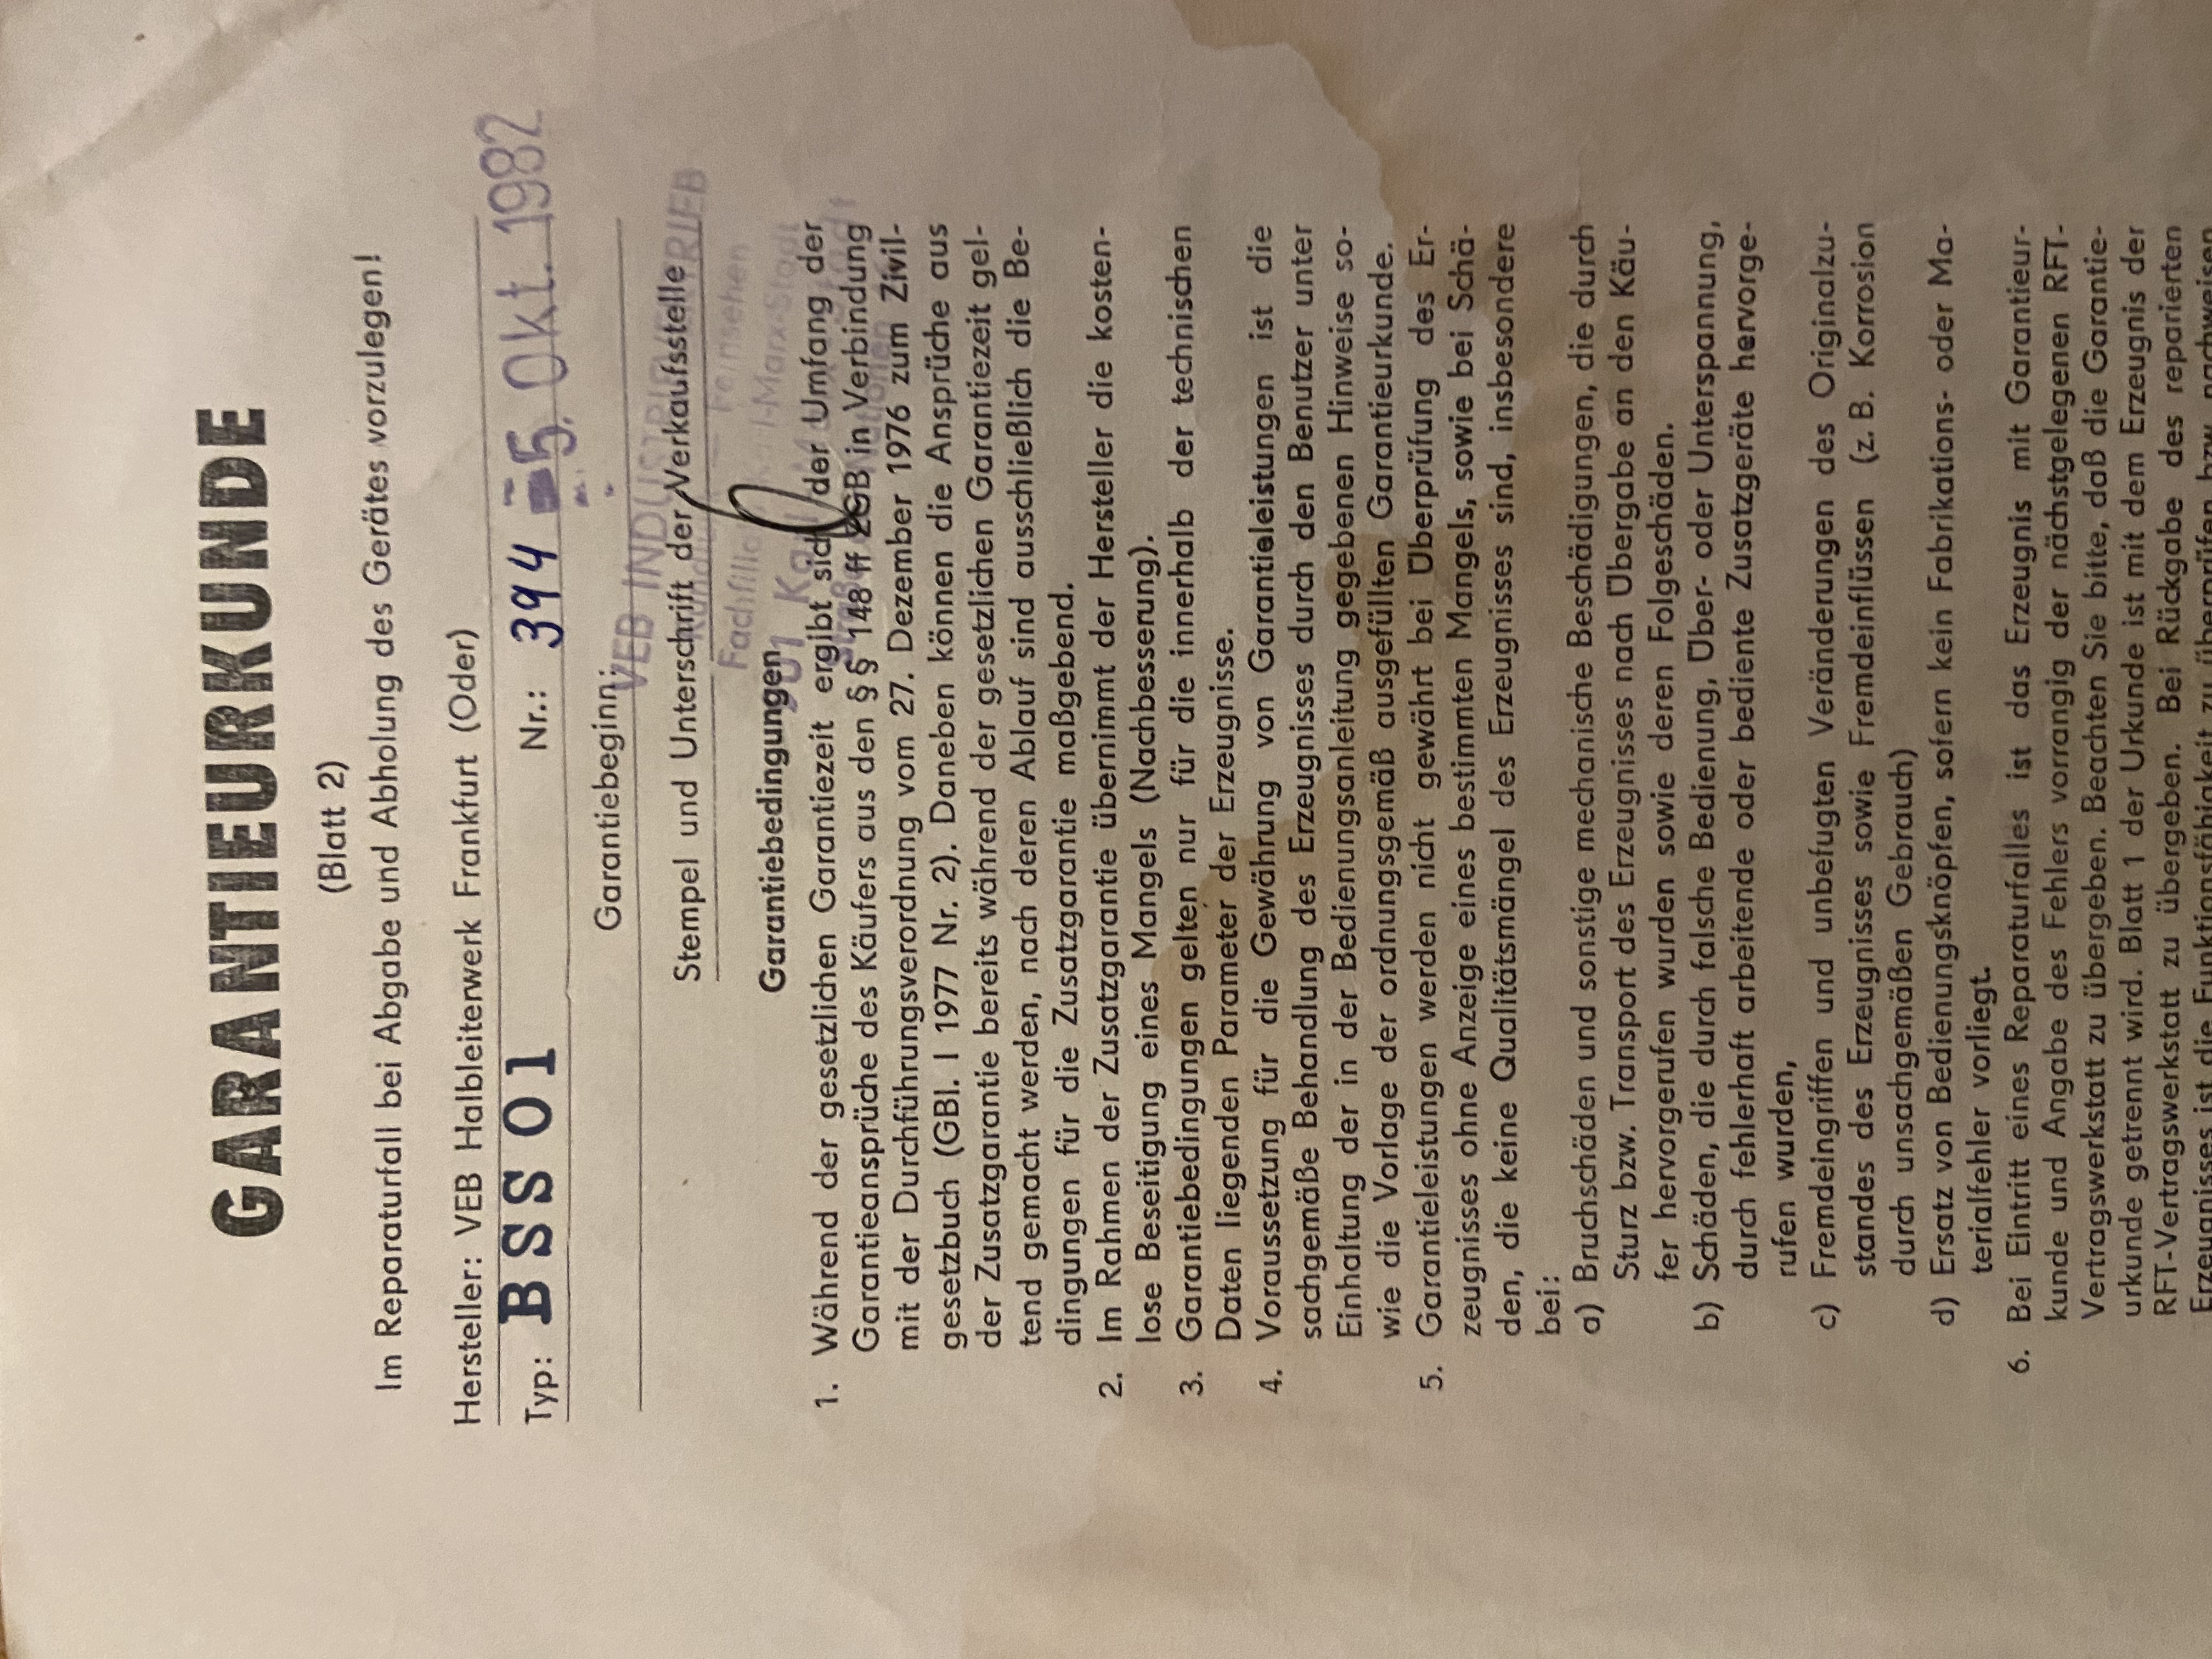 GARANTIEURKUNDE
(Blatt 2)
Im Reparaturfall bei Abgabe und Abholung des Gerätes vorzulegen!
Hersteller: VEB Halbleiterwerk Frankfurt (Oder)
Typ: BSS 01 Nr.: 394 5. Okt. 1982
Garantiebeginn:
VEB INDUSTRIEVERTRIEB
Stempel und Unterschrift der Verkaufsstelle
Fernsehen
Fachfiliale Karl-Marx-Stadt
Garantiebedingungen
1. Während der gesetzlichen Garantiezeit ergibt sich der Umfang der
Garantieansprüche des Käufers aus den §§ 148 ff ZGB in Verbindung
mit der Durchführungsverordnung vom 27. Dezember 1976 zum Zivil-
gesetzbuch (GBl. I 1977 Nr. 2). Daneben können die Ansprüche aus
der Zusatzgarantie bereits während der gesetzlichen Garantiezeit gel-
tend gemacht werden, nach deren Ablauf sind ausschließlich die Be-
dingungen für die Zusatzgarantie maßgebend.
2. Im Rahmen der Zusatzgarantie übernimmt der Hersteller die kosten-
lose Beseitigung eines Mangels (Nachbesserung).
3. Garantiebedingungen gelten nur für die innerhalb der technischen
Daten liegenden Parameter der Erzeugnisse.
4. Voraussetzung für die Gewährung von Garantieleistungen ist die
sachgemäße Behandlung des Erzeugnisses durch den Benutzer unter
Einhaltung der in der Bedienungsanleitung gegebenen Hinweise so-
wie die Vorlage der ordnungsgemäß ausgefüllten Garantieurkunde.
5. Garantieleistungen werden nicht gewährt bei Überprüfung des Er-
zeugnisses ohne Anzeige eines bestimmten Mangels, sowie bei Schä-
den, die keine Qualitätsmängel des Erzeugnisses sind, insbesondere
bei:
a) Bruchschäden und sonstige mechanische Beschädigungen, die durch
Sturz bzw. Transport des Erzeugnisses nach Übergabe an den Käu-
fer hervorgerufen wurden sowie deren Folgeschäden.
b) Schäden, die durch falsche Bedienung, Über- oder Unterspannung,
durch fehlerhaft arbeitende oder bediente Zusatzgeräte hervorge-
rufen wurden,
c) Fremdeingriffen und unbefugten Veränderungen des Originalzu-
standes des Erzeugnisses sowie Fremdeinflüssen (z. B. Korrosion
durch unsachgemäßen Gebrauch)
d) Ersatz von Bedienungsknöpfen, sofern kein Fabrikations- oder Ma-
terialfehler vorliegt.
6. Bei Eintritt eines Reparaturfalles ist das Erzeugnis mit Garantieur-
kunde und Angabe des Fehlers vorrangig der nächstgelegenen RFT-
Vertragswerkstatt zu übergeben. Beachten Sie bitte, daß die Garantie-
urkunde getrennt wird. Blatt 1 der Urkunde ist mit dem Erzeugnis der
RFT-Vertragswerkstatt zu übergeben. Bei Rückgabe des reparierten
Erzeugnisses ist die Funktionsfähigkeit zu überprüfen bzw. nachweisen